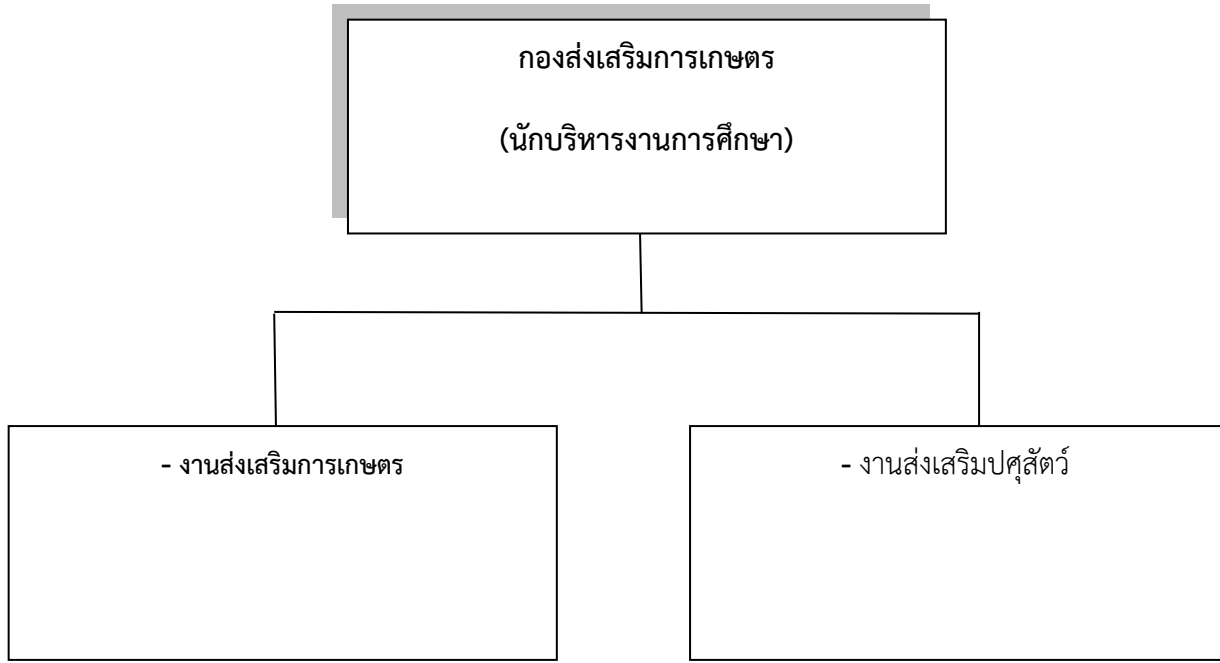 กองส่งเสริมการเกษตร
(นักบริหารงานการศึกษา)
- งานส่งเสริมการเกษตร
- งานส่งเสริมปศุสัตว์